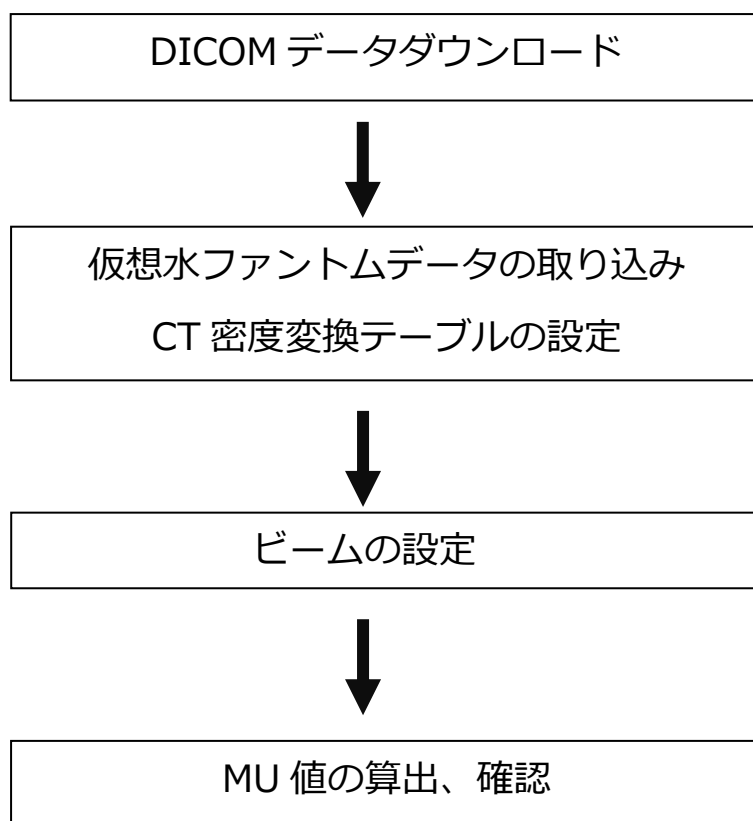 DICOM データダウンロード
仮想水ファントムデータの取り込み
CT 密度変換テーブルの設定
ビームの設定
MU 値の算出、確認